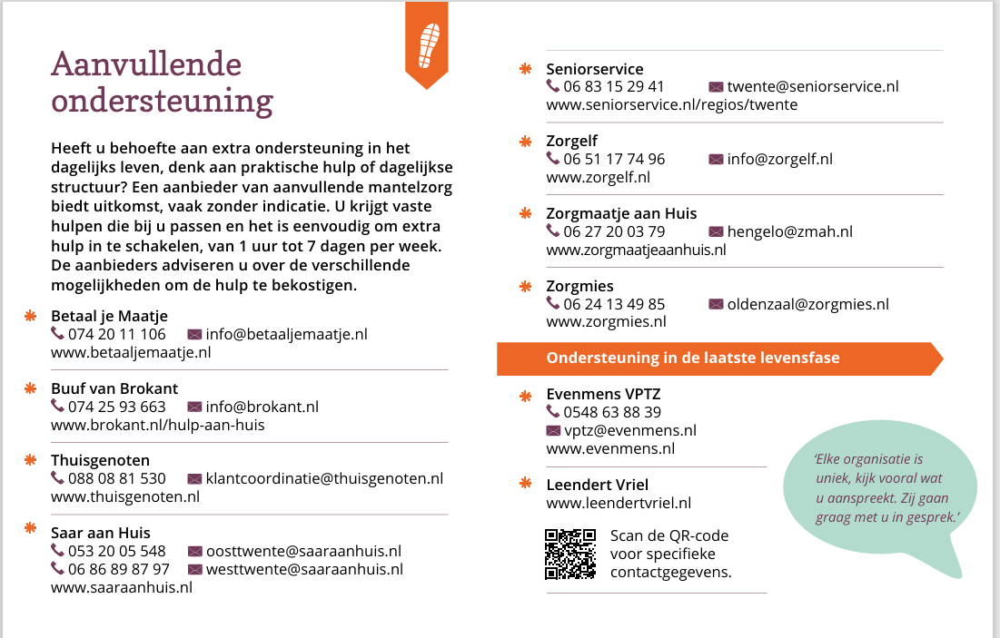 Aanvullende
ondersteuning
Heeft u behoefte aan extra ondersteuning in het
dagelijks leven, denk aan praktische hulp of dagelijkse
structuur? Een aanbieder van aanvullende mantelzorg
biedt uitkomst, vaak zonder indicatie. U krijgt vaste
hulpen die bij u passen en het is eenvoudig om extra
hulp in te schakelen, van 1 uur tot 7 dagen per week.
De aanbieders adviseren u over de verschillende
mogelijkheden om de hulp te bekostigen.
Betaal je Maatje
074 20 11 106 info@betaaljemaatje.nl
www.betaaljemaatje.nl
Buuf van Brokant
074 25 93 663 info@brokant.nl
www.brokant.nl/hulp-aan-huis
Thuisgenoten
088 08 81 530 klantcoordinatie@thuisgenoten.nl
www.thuisgenoten.nl
Saar aan Huis
053 20 05 548 oosttwente@saaraanhuis.nl
06 86 89 87 97 westtwente@saaraanhuis.nl
www.saaraanhuis.nl
Seniorservice
06 83 15 29 41 twente@seniorservice.nl
www.seniorservice.nl/regios/twente
Zorgelf
06 51 17 74 96 info@zorgelf.nl
www.zorgelf.nl
Zorgmaatje aan Huis
06 27 20 03 79 hengelo@zmah.nl
www.zorgmaatjeaanhuis.nl
Zorgmies
06 24 13 49 85 oldenzaal@zorgmies.nl
www.zorgmies.nl
Ondersteuning in de laatste levensfase
Evenmens VPTZ
0548 63 88 39
vptz@evenmens.nl
www.evenmens.nl
Leendert Vriel
www.leendertvriel.nl
Scan de QR-code
voor specifieke
contactgegevens.
‘Elke organisatie is
uniek, kijk vooral wat
u aanspreekt. Zij gaan
graag met u in gesprek.’